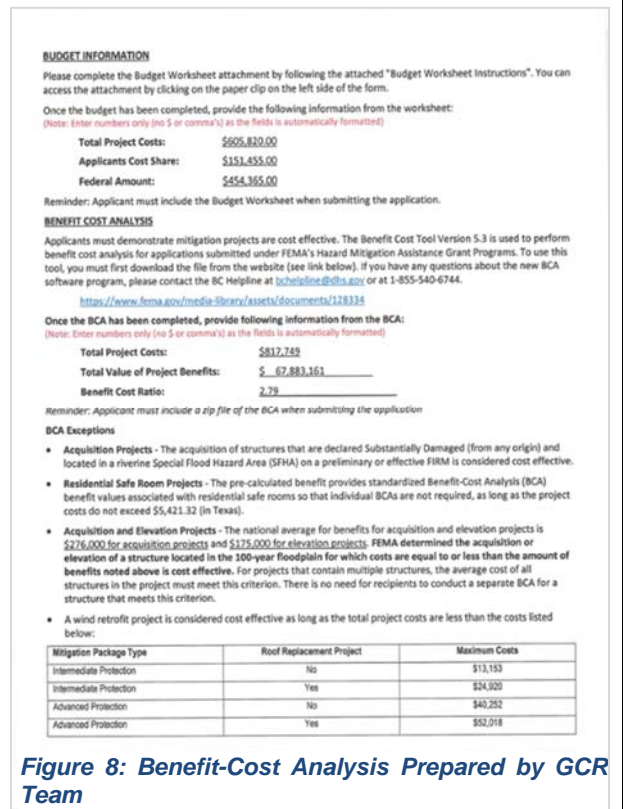 BUDGET INFORMATION
Please complete the Budget Worksheet attachment by following the attached "Budget Worksheet Instructions". You can
access the attachment by clicking on the paper clip on the left side of the form.
Once the budget has been completed, provide the following information from the worksheet:
(Note: Enter numbers only (no $ or comma's) as the fields is automatically formatted)
Total Project Costs: $605,820.00
Applicants Cost Share: $151,455.00
Federal Amount: $454,365.00
Reminder: Applicant must include the Budget Worksheet when submitting the application.
BENEFIT COST ANALYSIS
Applicants must demonstrate mitigation projects are cost effective. The Benefit Cost Tool Version 5.3 is used to perform
benefit cost analysis for applications submitted under FEMA's Hazard Mitigation Assistance Grant Programs. To use this
tool, you must first download the file from the website (see link below). If you have any questions about the new BCA
software program, please contact the BC Helpline at bchelpline@dhs.gov or at 1-855-540-6744.
https://www.fema.gov/media-library/assets/documents/128334
Once the BCA has been completed, provide following information from the BCA:
(Note: Enter numbers only (no $ or comma's) as the fields is automatically formatted)
Total Project Costs: $817,749
Total Value of Project Benefits: $ 67,883,161
Benefit Cost Ratio: 2.79
Reminder: Applicant must include a zip file of the BCA when submitting the application
BCA Exceptions
• Acquisition Projects - The acquisition of structures that are declared Substantially Damaged (from any origin) and
located in a riverine Special Flood Hazard Area (SFHA) on a preliminary or effective FIRM is considered cost effective.
• Residential Safe Room Projects - The pre-calculated benefit provides standardized Benefit-Cost Analysis (BCA)
benefit values associated with residential safe rooms so that individual BCAs are not required, as long as the project
costs do not exceed $5,421.32 (in Texas).
• Acquisition and Elevation Projects - The national average for benefits for acquisition and elevation projects is
$276,000 for acquisition projects and $175,000 for elevation projects. FEMA determined the acquisition or
elevation of a structure located in the 100-year floodplain for which costs are equal to or less than the amount of
benefits noted above is cost effective. For projects that contain multiple structures, the average cost of all
structures in the project must meet this criterion. There is no need for recipients to conduct a separate BCA for a
structure that meets this criterion.
• A wind retrofit project is considered cost effective as long as the total project costs are less than the costs listed
below:
Mitigation Package Type Roof Replacement Project Maximum Costs
Intermediate Protection No $13,153
Intermediate Protection Yes $24,920
Advanced Protection No $40,252
Advanced Protection Yes $52,018
Figure 8: Benefit-Cost Analysis Prepared by GCR
Team